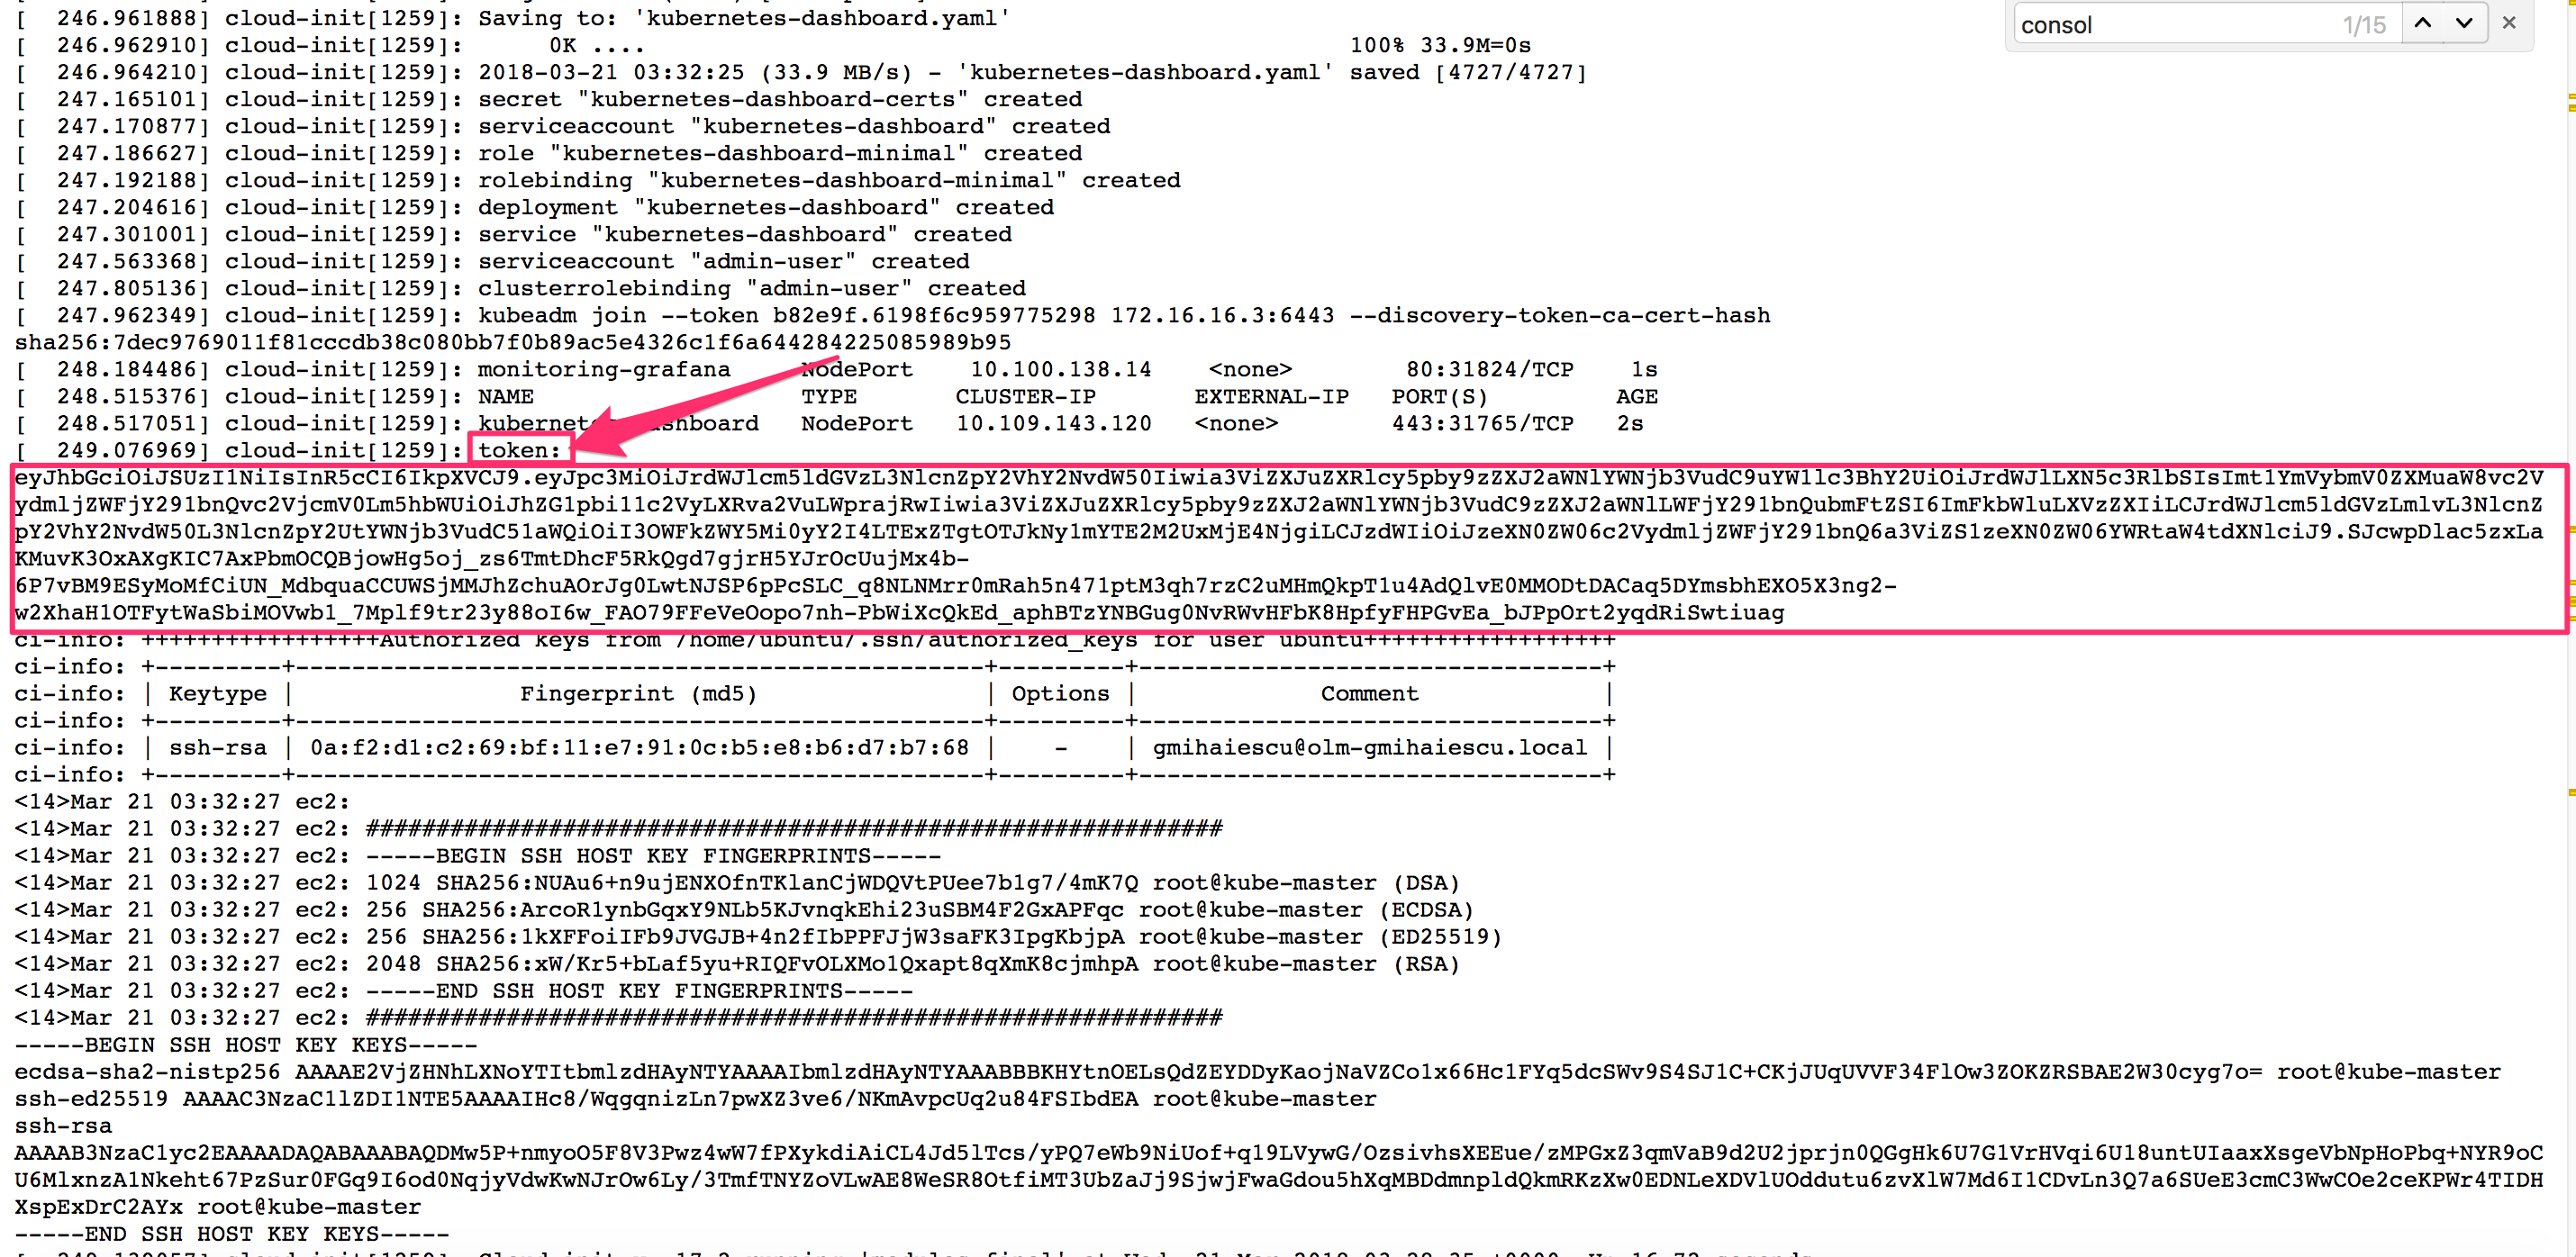 [  246.961888] cloud-init[1259]: Saving to: 'kubernetes-dashboard.yaml'
consol 1/15
[  246.962910] cloud-init[1259]:      0K ....                                                  100% 33.9M=0s
[  246.964210] cloud-init[1259]: 2018-03-21 03:32:25 (33.9 MB/s) - 'kubernetes-dashboard.yaml' saved [4727/4727]
[  247.165101] cloud-init[1259]: secret "kubernetes-dashboard-certs" created
[  247.170877] cloud-init[1259]: serviceaccount "kubernetes-dashboard" created
[  247.186627] cloud-init[1259]: role "kubernetes-dashboard-minimal" created
[  247.192188] cloud-init[1259]: rolebinding "kubernetes-dashboard-minimal" created
[  247.204616] cloud-init[1259]: deployment "kubernetes-dashboard" created
[  247.301001] cloud-init[1259]: service "kubernetes-dashboard" created
[  247.563368] cloud-init[1259]: serviceaccount "admin-user" created
[  247.805136] cloud-init[1259]: clusterrolebinding "admin-user" created
[  247.962349] cloud-init[1259]: kubeadm join --token b82e9f.6198f6c959775298 172.16.16.3:6443 --discovery-token-ca-cert-hash
sha256:7dec9769011f81cccdb38c080bb7f0b89ac5e4326c1f6a644284225085989b95
[  248.184486] cloud-init[1259]: monitoring-grafana     NodePort    10.100.138.14    <none>        80:31824/TCP    1s
[  248.515376] cloud-init[1259]: NAME                   TYPE       CLUSTER-IP       EXTERNAL-IP   PORT(S)         AGE
[  248.517051] cloud-init[1259]: NodePort   10.109.143.120   <none>        443:31765/TCP   2s
[  249.076969] cloud-init[1259]: token:
eyJhbGciOiJSUzI1NiIsInR5cCI6IkpXVCJ9.eyJpc3MiOiJrdWJlcm5ldGVzL3NlcnZpY2VhY2NvdW50Iiwia3ViZXJuZXRlcy5pby9zZXJ2aWNlYWNjb3VudC9uYW1lc3BhY2UiOiJrdWJlLXN5c3RlbSIsImt1YmVybmV0ZXMuaW8vc2V
ydmljZWFjY291bnQvc2VjcmV0Lm5hbWUiOiJhZG1pbi11c2VyLXRva2VuLWprajRwIiwia3ViZXJuZXRlcy5pby9zZXJ2aWNlYWNjb3VudC9zZXJ2aWNlLWFjY291bnQubmFtZSI6ImFkbWluLXVzZXIiLCJrdWJlcm5ldGVzLmlvL3NlcnZ
pY2VhY2NvdW50L3NlcnZpY2UtYWNjb3VudC51aWQiOiI3OWFkZWY5Mi0yY2I4LTExZTgtOTJkNy1mYTE2M2UxMjE4NjgiLCJzdWIiOiJzeXN0ZW06c2VydmljZWFjY291bnQ6a3ViZS1zeXN0ZW06YWRtaW4tdXNlciJ9.SJcwpDlac5zxLa
KMuvK3OxAXgKIC7AxPbmOCQBjowHg5oj_zs6TmtDhcF5RkQgd7gjrH5YJrOcUujMx4b-
6P7vBM9ESyMoMfCiUN_MdbquaCCUWSjMMJhZchuAOrJg0LwtNJSP6pPcSLC_q8NLNMrr0mRah5n471ptM3qh7rzC2uMHmQkpT1u4AdQlvE0MMODtDACaq5DYmsbhEXO5X3ng2-
w2XhaH1OTFytWaSbiMOVwb1_7Mplf9tr23y88oI6w_FAO79FFeVeOopo7nh-PbWiXcQkEd_aphBTzYNBGug0NvRWvHFbK8HpfyFHPGvEa_bJPpOrt2yqdRiSwtiuag
ci-info: +++++++++++++++++Authorized keys from /home/ubuntu/.ssh/authorized_keys for user ubuntu++++++++++++++++++
ci-info: +---------+-------------------------------------------------+---------+---------------------------------+
ci-info: | Keytype |                Fingerprint (md5)                | Options |             Comment             |
ci-info: +---------+-------------------------------------------------+---------+---------------------------------+
ci-info: | ssh-rsa | 0a:f2:d1:c2:69:bf:11:e7:91:0c:b5:e8:b6:d7:b7:68 |    -    | gmihaiescu@olm-gmihaiescu.local |
ci-info: +---------+-------------------------------------------------+---------+---------------------------------+
<14>Mar 21 03:32:27 ec2:
<14>Mar 21 03:32:27 ec2: #############################################################
<14>Mar 21 03:32:27 ec2: -----BEGIN SSH HOST KEY FINGERPRINTS-----
<14>Mar 21 03:32:27 ec2: 1024 SHA256:NUAu6+n9ujENXOfnTKlanCjWDQVtPUee7b1g7/4mK7Q root@kube-master (DSA)
<14>Mar 21 03:32:27 ec2: 256 SHA256:ArcoR1ynbGqxY9NLb5KJvnqkEhi23uSBM4F2GxAPFqc root@kube-master (ECDSA)
<14>Mar 21 03:32:27 ec2: 256 SHA256:1kXFFoiIFb9JVGJB+4n2fIbPPFJjW3saFK3IpgKbjpA root@kube-master (ED25519)
<14>Mar 21 03:32:27 ec2: 2048 SHA256:xW/Kr5+bLaf5yu+RIQFvOLXMo1Qxapt8qXmK8cjmhpA root@kube-master (RSA)
<14>Mar 21 03:32:27 ec2: -----END SSH HOST KEY FINGERPRINTS-----
<14>Mar 21 03:32:27 ec2: #############################################################
-----BEGIN SSH HOST KEY KEYS-----
ecdsa-sha2-nistp256 AAAAE2VjZHNhLXNoYTItbmlzdHAyNTYAAAAIbmlzdHAyNTYAAABBBKHYtnOELsQdZEYDDyKaojNaVZCo1x66Hc1FYq5dcSWv9S4SJ1C+CKjJUqUVVF34FlOw3ZOKZRSBAE2W30cyg7o= root@kube-master
ssh-ed25519 AAAAC3NzaC1lZDI1NTE5AAAAIHc8/WqgqnizLn7pwXZ3ve6/NKmAvpcUq2u84FSIbdEA root@kube-master
ssh-rsa
AAAAB3NzaC1yc2EAAAADAQABAAABAQDMw5P+nmyoO5F8V3Pwz4wW7fPXykdiAiCL4Jd5lTcs/yPQ7eWb9NiUof+q19LVywG/OzsivhsXEEue/zMPGxZ3qmVaB9d2U2jprjn0QGgHk6U7G1VrHVqi6U18untUIaaxXsgeVbNpHoPbq+NYR9oC
U6MlxnzA1Nkeht67PzSur0FGq9I6od0NqjyVdwKwNJrOw6Ly/3TmfTNYZoVLwAE8WeSR8OtfiMT3UbZaJj9SjwjFwaGdou5hXqMBDdmnpldQkmRKzXw0EDNLeXDVlUOddutu6zvXlW7Md6I1CDvLn3Q7a6SUeE3cmC3WwCOe2ceKPWr4TIDH
XspExDrC2AYx root@kube-master
-----END SSH HOST KEY KEYS-----